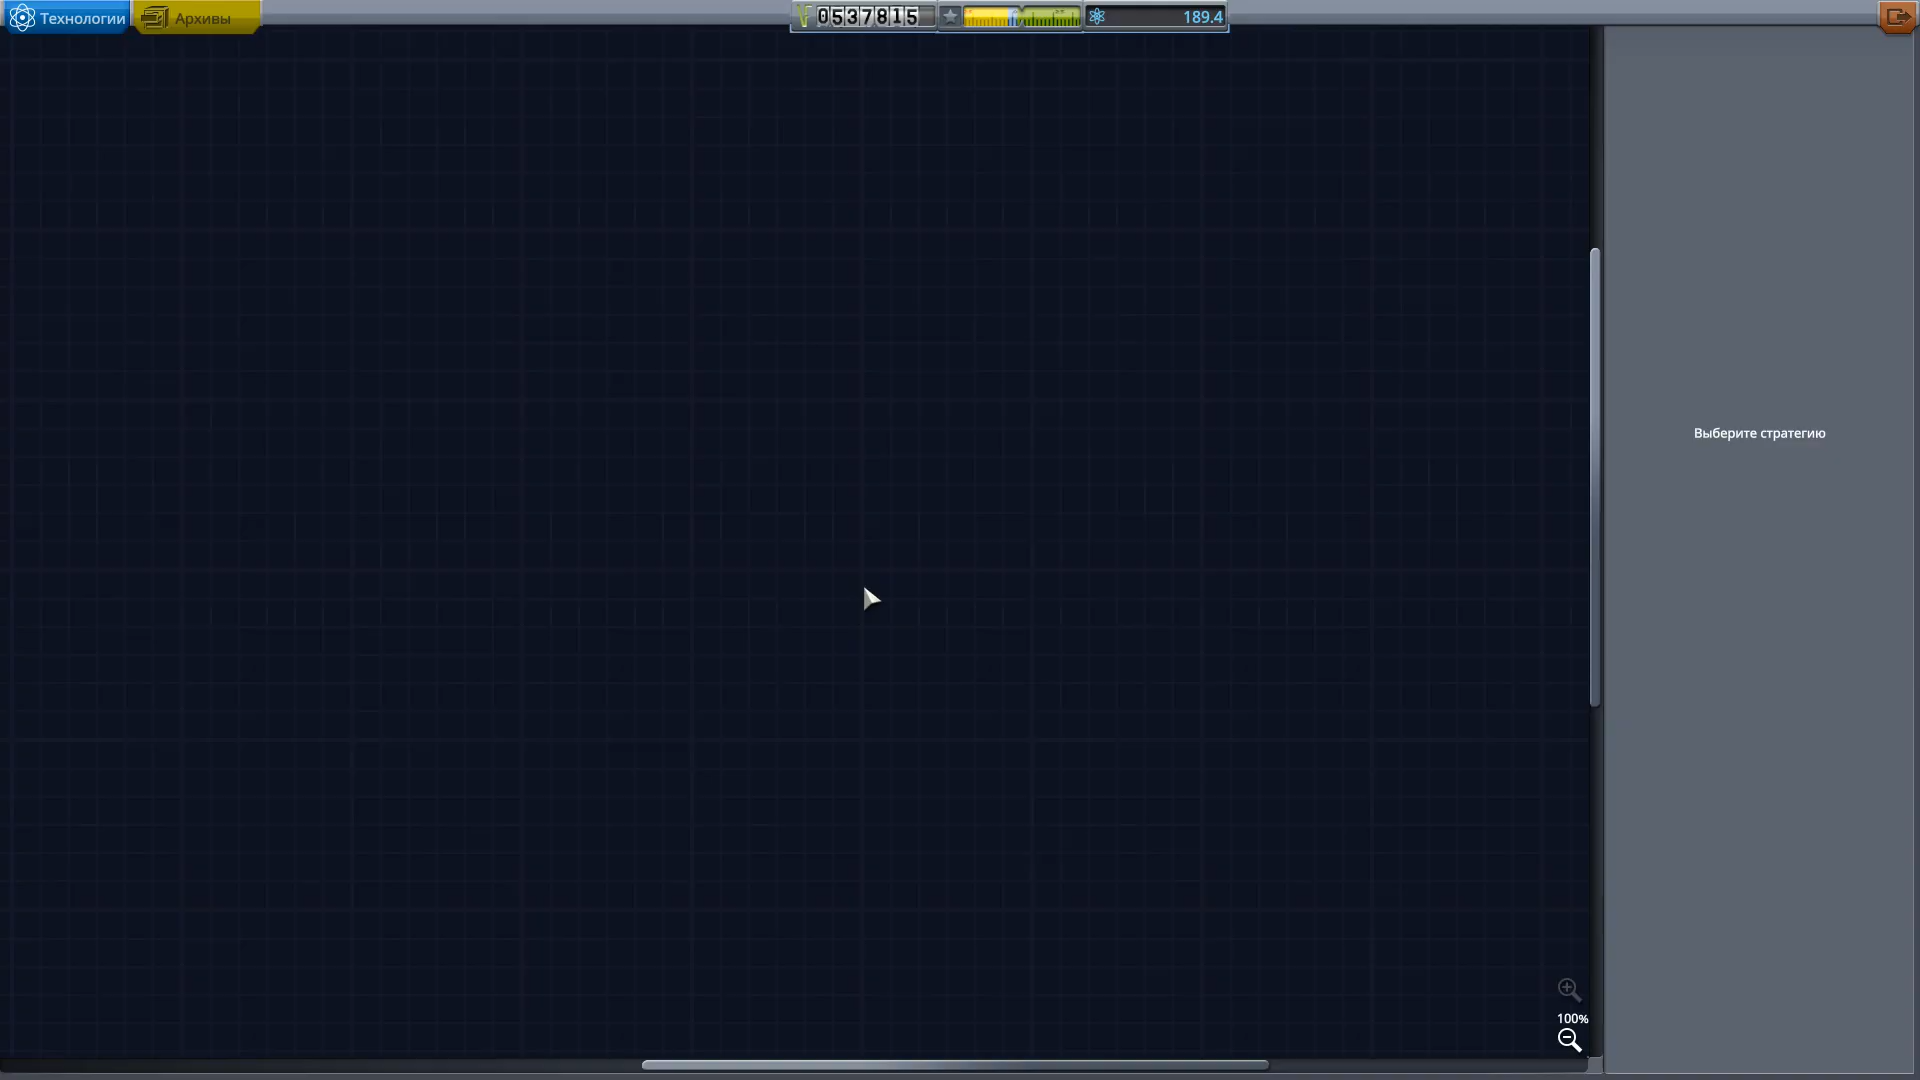 Технологии
Архивы
0537815
189.4
Выберите стратегию
100%